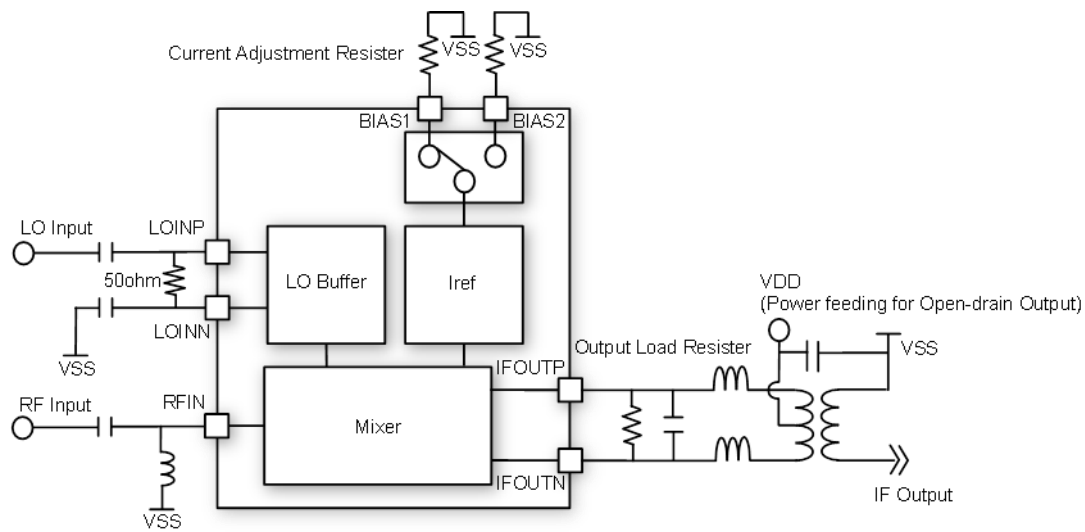 VSS
VSS
Current Adjustment Resister
BIAS1
BIAS2
LO Input
LOINP
50ohm
LO Buffer
Iref
LOINN
VSS
VDD
(Power feeding for Open-drain Output)
Output Load Resister
VSS
IFOUTP
RF Input
RFIN
Mixer
IFOUTN
IF Output
VSS